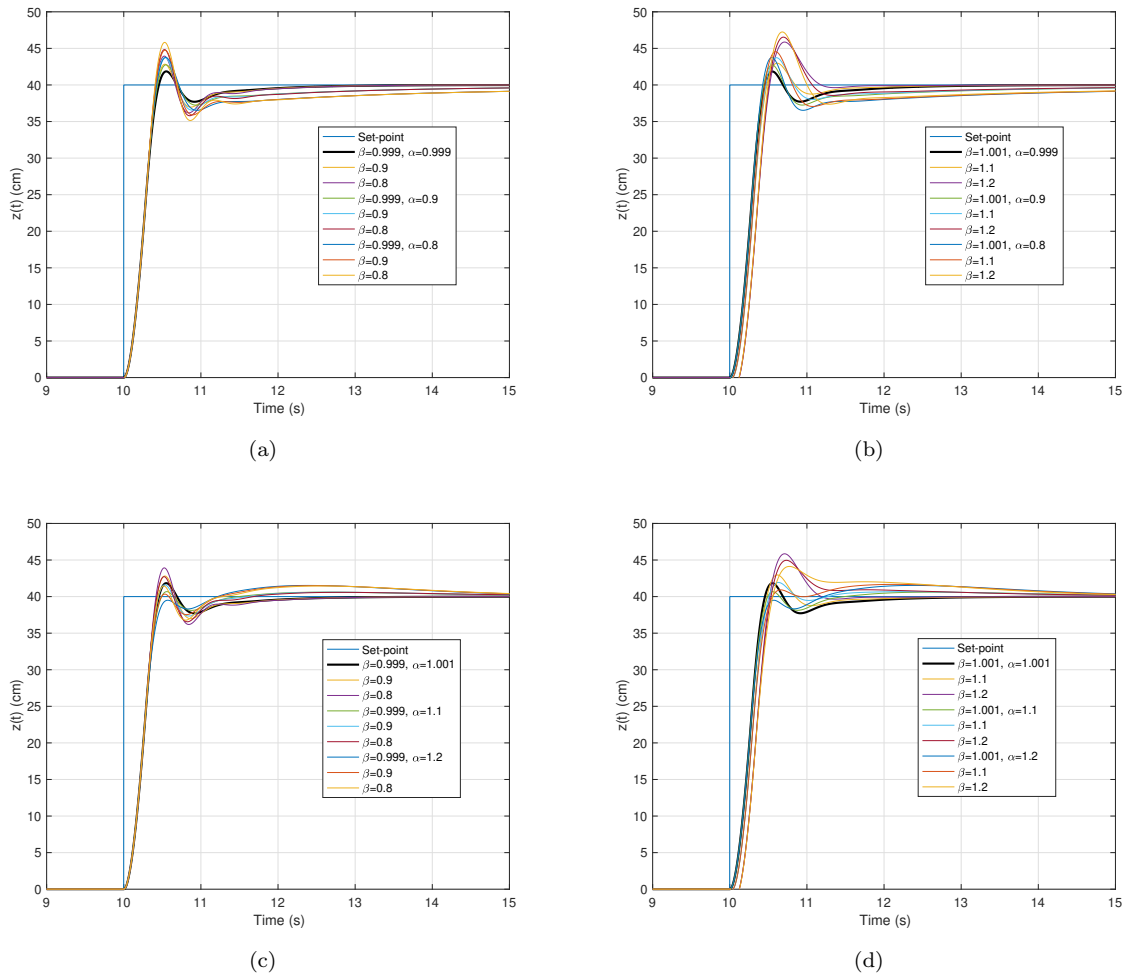 50
45
40
35
30
25
20
15
10
5
0
z(t) (cm)
Set-point
β=0.999, α=0.999
β=0.9
β=0.8
β=0.999, α=0.9
β=0.9
β=0.8
β=0.999, α=0.8
β=0.9
β=0.8
9 10 11 12 13 14 15
Time (s)
(a)
50
45
40
35
30
25
20
15
10
5
0
z(t) (cm)
Set-point
β=1.001, α=0.999
β=1.1
β=1.2
β=1.001, α=0.9
β=1.1
β=1.2
β=1.001, α=0.8
β=1.1
β=1.2
9 10 11 12 13 14 15
Time (s)
(b)
50
45
40
35
30
25
20
15
10
5
0
z(t) (cm)
Set-point
β=0.999, α=1.001
β=0.9
β=0.8
β=0.999, α=1.1
β=0.9
β=0.8
β=0.999, α=1.2
β=0.9
β=0.8
9 10 11 12 13 14 15
Time (s)
(c)
50
45
40
35
30
25
20
15
10
5
0
z(t) (cm)
Set-point
β=1.001, α=1.001
β=1.1
β=1.2
β=1.001, α=1.1
β=1.1
β=1.2
β=1.001, α=1.2
β=1.1
β=1.2
9 10 11 12 13 14 15
Time (s)
(d)